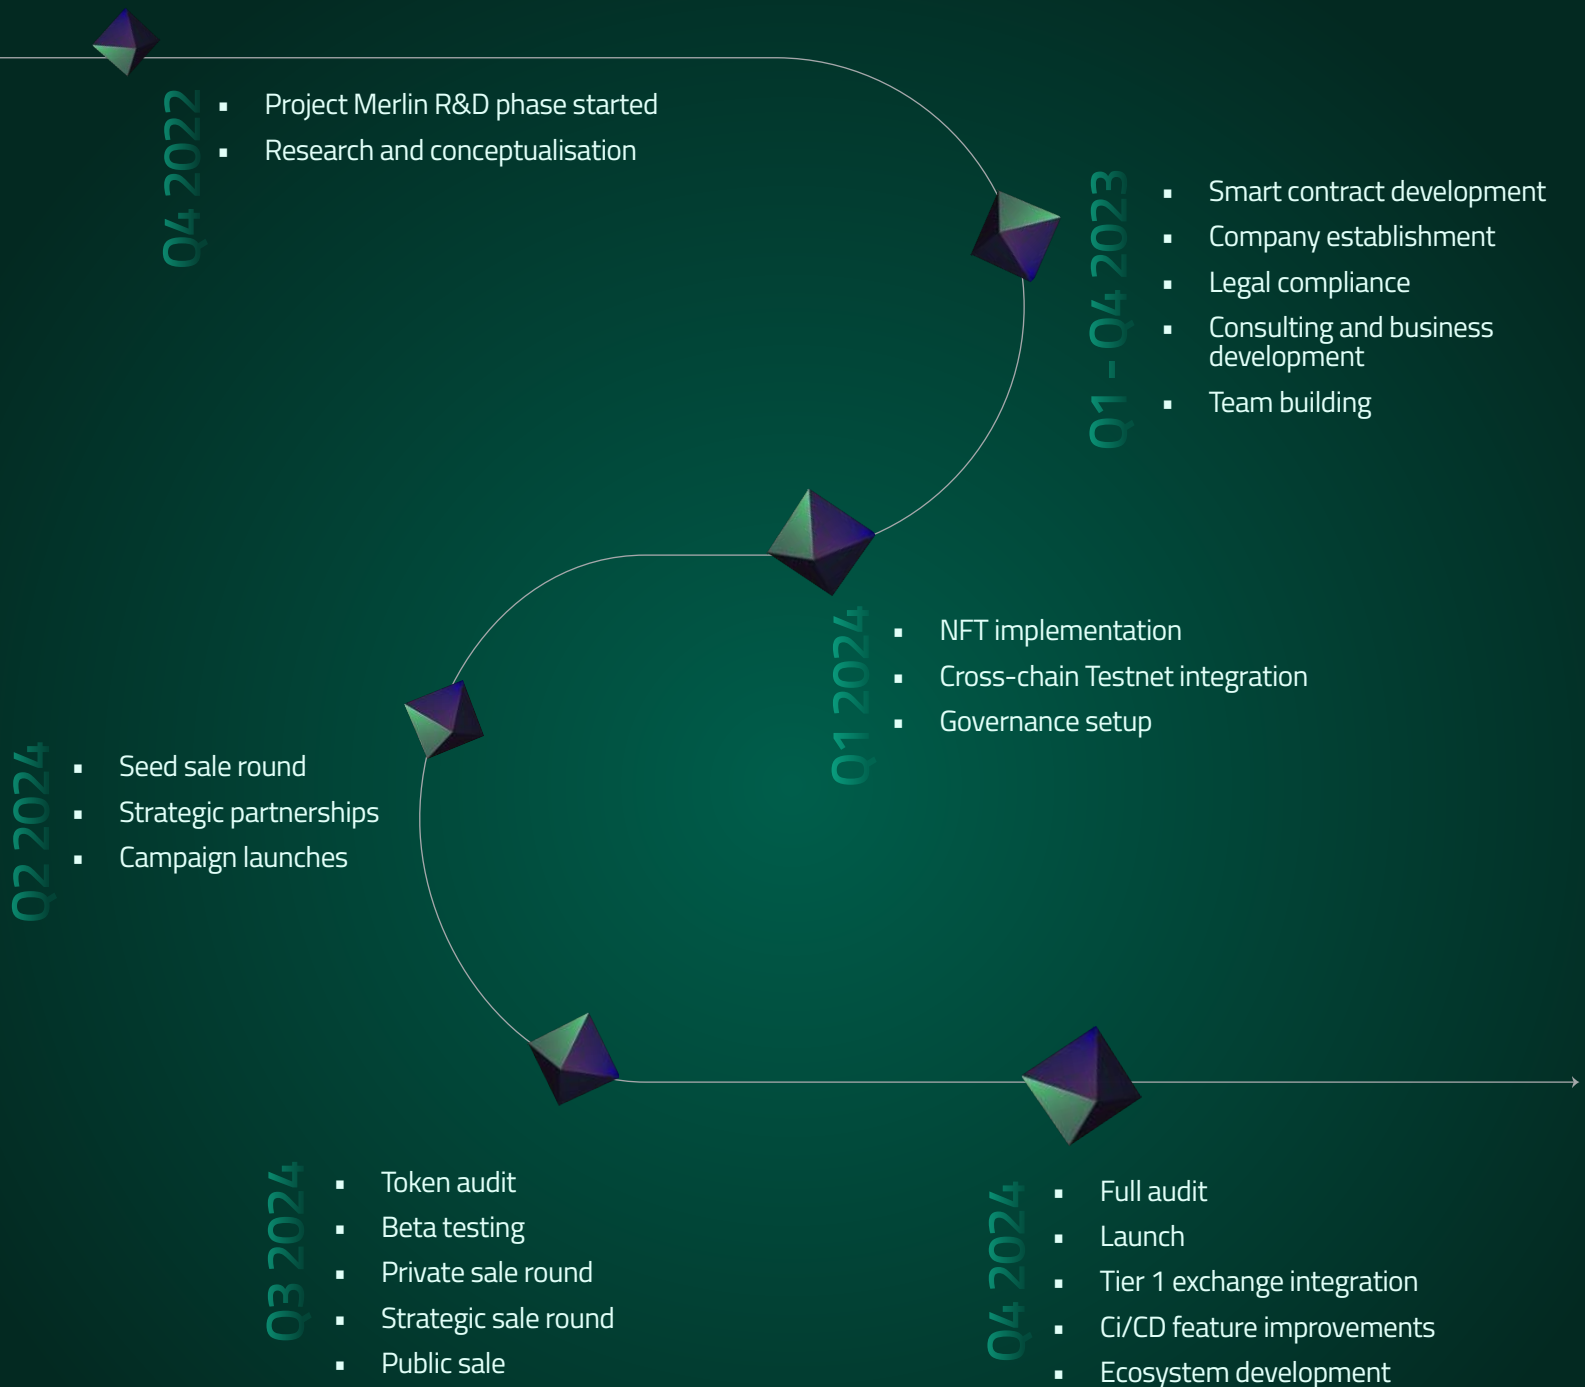 Q4 2022
▪ Project Merlin R&D phase started
▪ Research and conceptualisation
Q1 – Q4 2023
▪ Smart contract development
▪ Company establishment
▪ Legal compliance
▪ Consulting and business
development
▪ Team building
Q1 2024
▪ NFT implementation
▪ Cross-chain Testnet integration
▪ Governance setup
Q2 2024
▪ Seed sale round
▪ Strategic partnerships
▪ Campaign launches
Q3 2024
▪ Token audit
▪ Beta testing
▪ Private sale round
▪ Strategic sale round
▪ Public sale
Q4 2024
▪ Full audit
▪ Launch
▪ Tier 1 exchange integration
▪ Ci/CD feature improvements
▪ Ecosystem development